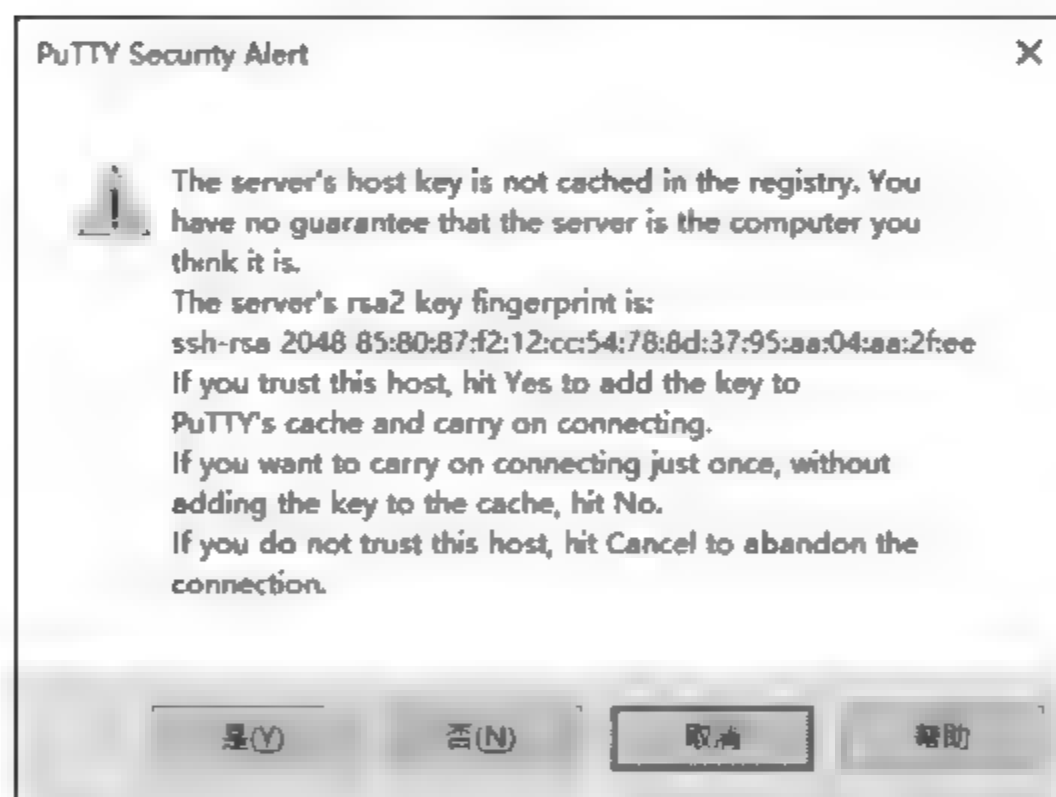 PuTTY Security Alert
The server's host key is not cached in the registry. You
have no guarantee that the server is the computer you
think it is.
The server's rsa2 key fingerprint is:
ssh-rsa 2048 85:80:87:f2:12:cc:54:78:8d:37:95:aa:04:aa:2f:ee
If you trust this host, hit Yes to add the key to
PuTTY's cache and carry on connecting.
If you want to carry on connecting just once, without
adding the key to the cache, hit No.
If you do not trust this host, hit Cancel to abandon the
connection.
是(Y) 否(N) 取消 帮助